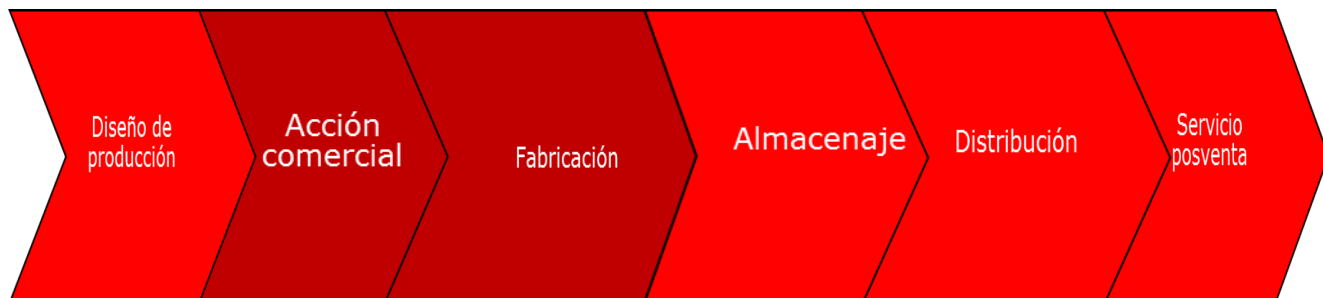 Diseño de
producción
Acción
comercial
Fabricación
Almacenaje
Distribución
Servicio
posventa